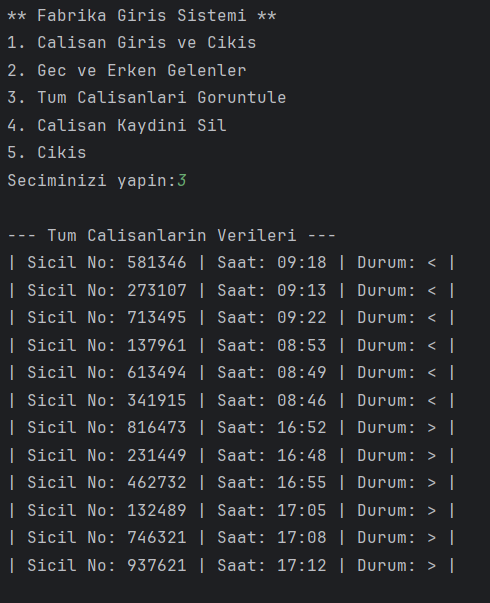 ** Fabrika Giris Sistemi **
1. Calisan Giris ve Cikis
2. Gec ve Erken Gelenler
3. Tum Calisanlari Goruntule
4. Calisan Kaydini Sil
5. Cikis
Seciminizi yapin:3
--- Tum Calisanlarin Verileri ---
| Sicil No: 581346 | Saat: 09:18 | Durum: < |
| Sicil No: 273107 | Saat: 09:13 | Durum: < |
| Sicil No: 713495 | Saat: 09:22 | Durum: < |
| Sicil No: 137961 | Saat: 08:53 | Durum: < |
| Sicil No: 613494 | Saat: 08:49 | Durum: < |
| Sicil No: 341915 | Saat: 08:46 | Durum: < |
| Sicil No: 816473 | Saat: 16:52 | Durum: > |
| Sicil No: 231449 | Saat: 16:48 | Durum: > |
| Sicil No: 462732 | Saat: 16:55 | Durum: > |
| Sicil No: 132489 | Saat: 17:05 | Durum: > |
| Sicil No: 746321 | Saat: 17:08 | Durum: > |
| Sicil No: 937621 | Saat: 17:12 | Durum: > |